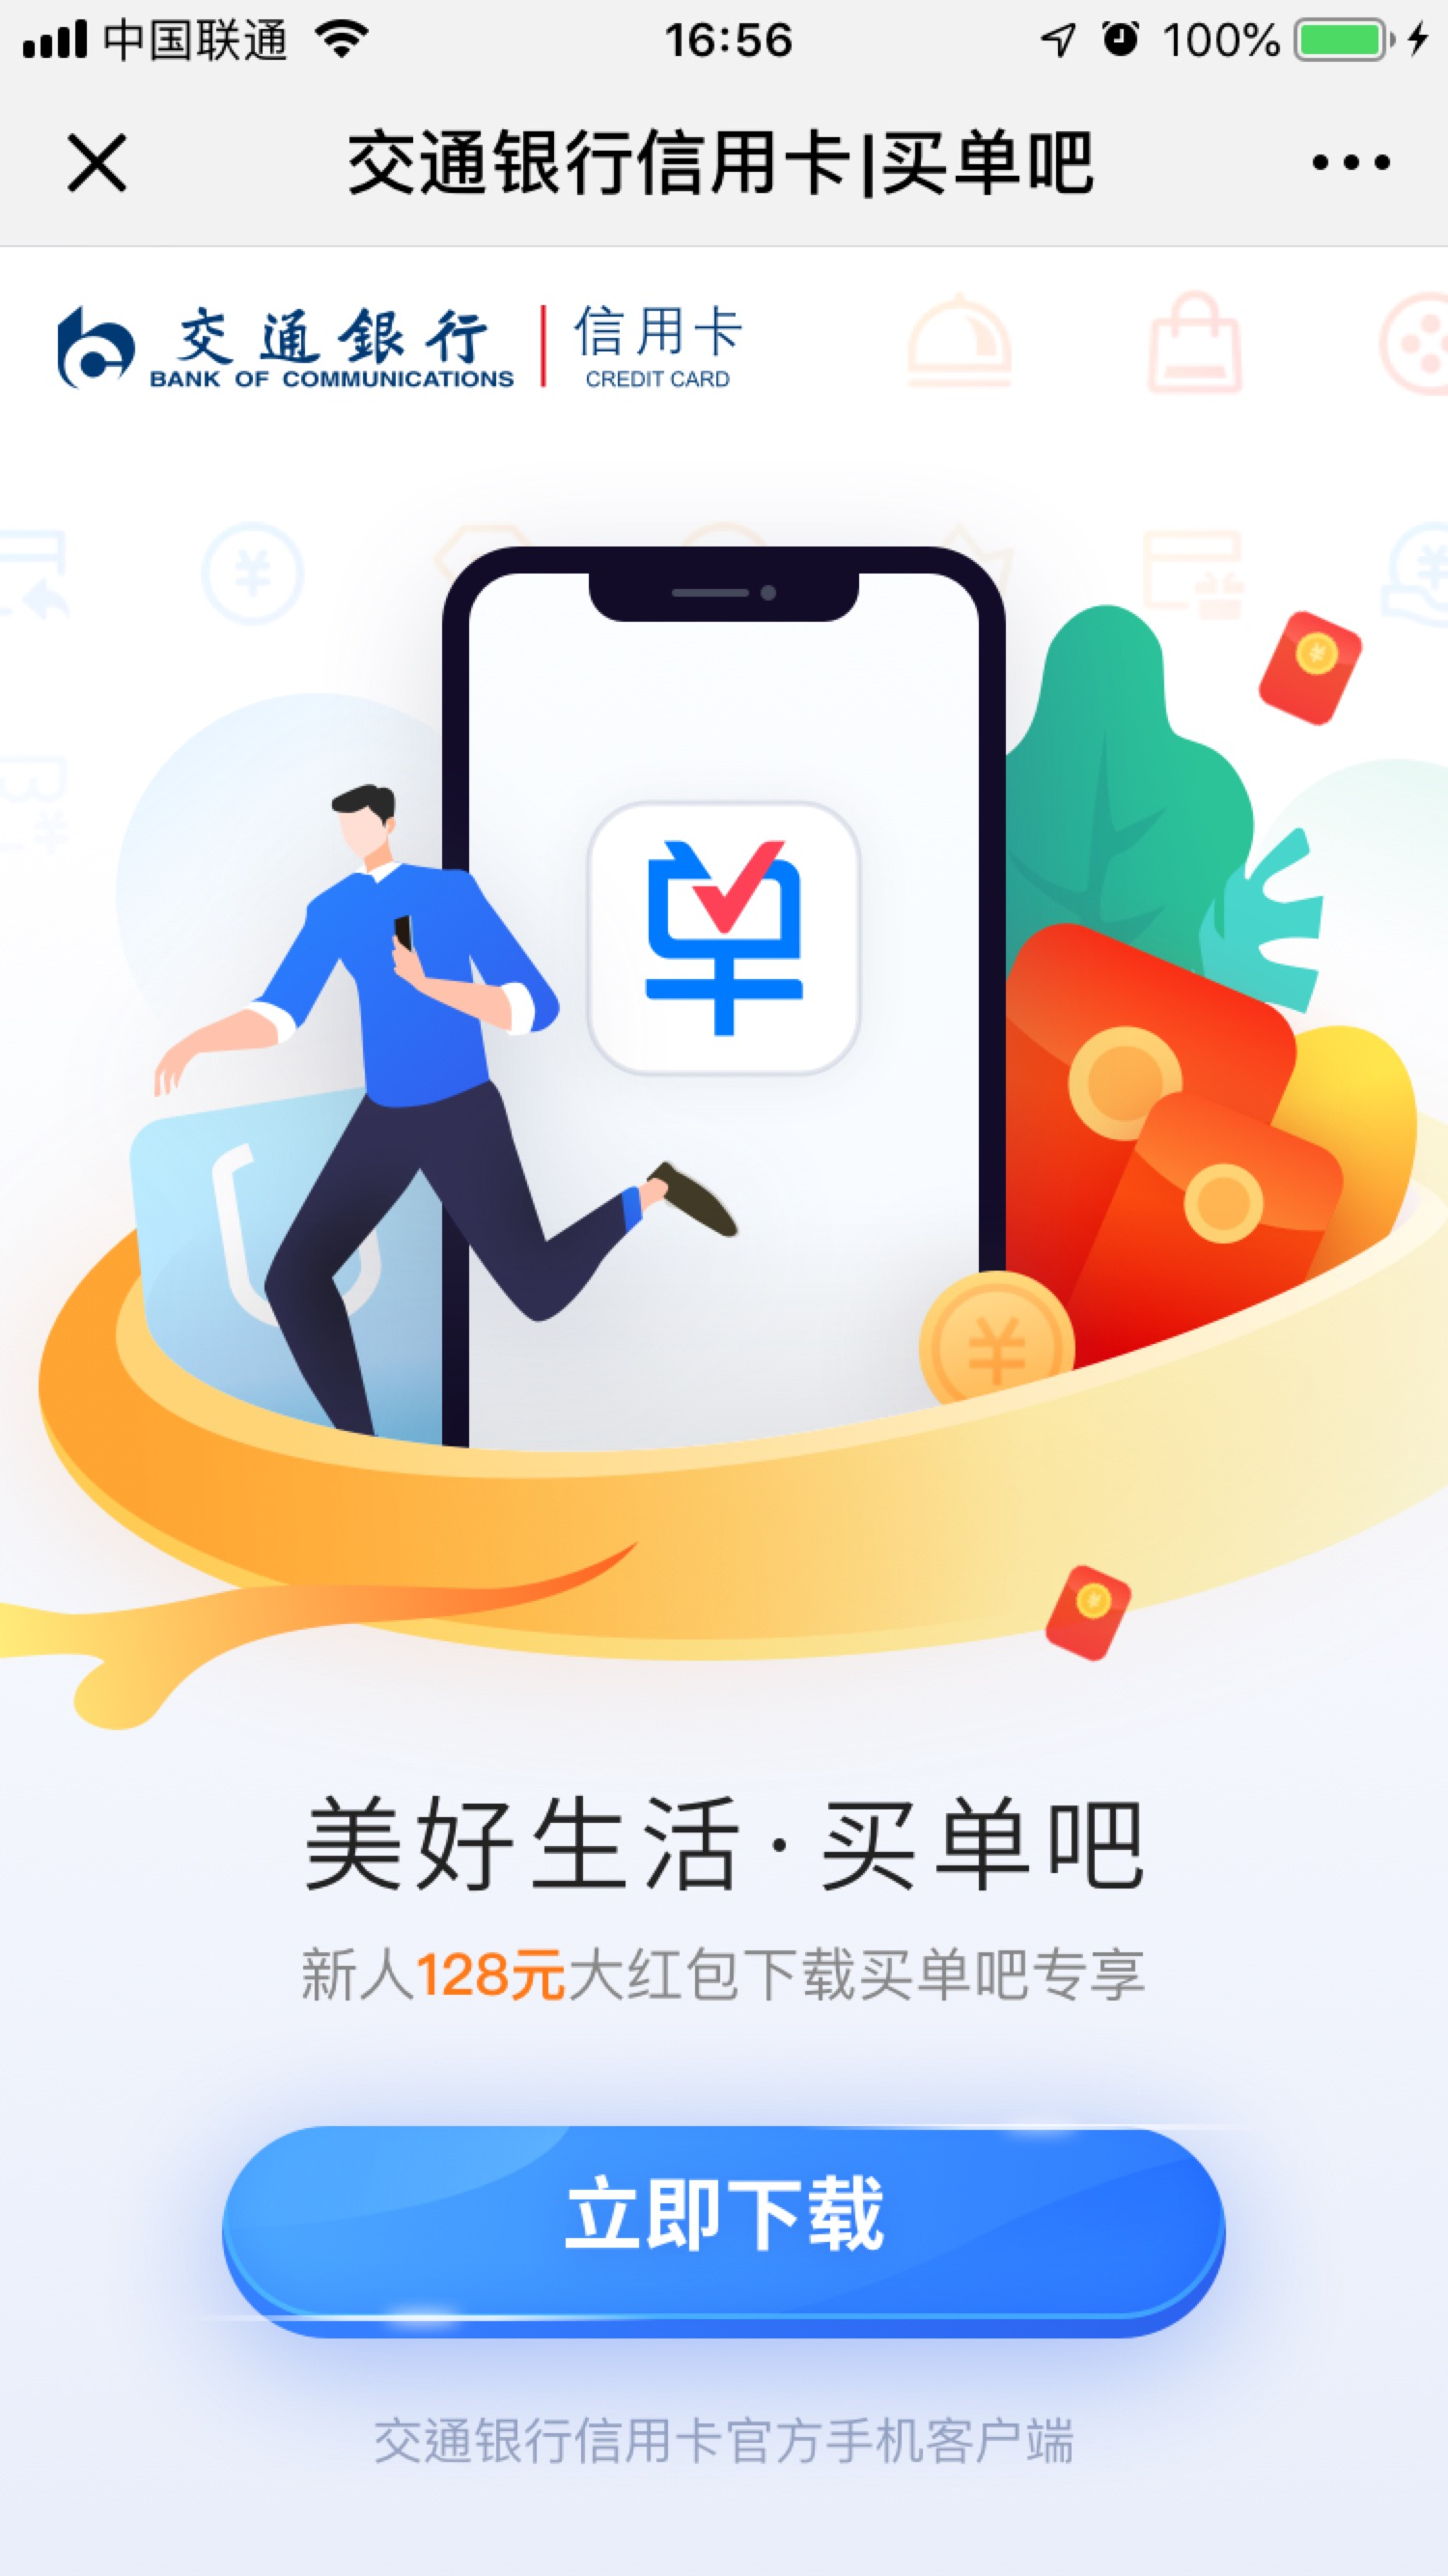 中国联通 16:56 100%
交通银行信用卡|买单吧
交通銀行 信用卡
BANK OF COMMUNICATIONS CREDIT CARD
单
美好生活·买单吧
新人128元大红包下载买单吧专享
立即下载
交通银行信用卡官方手机客户端